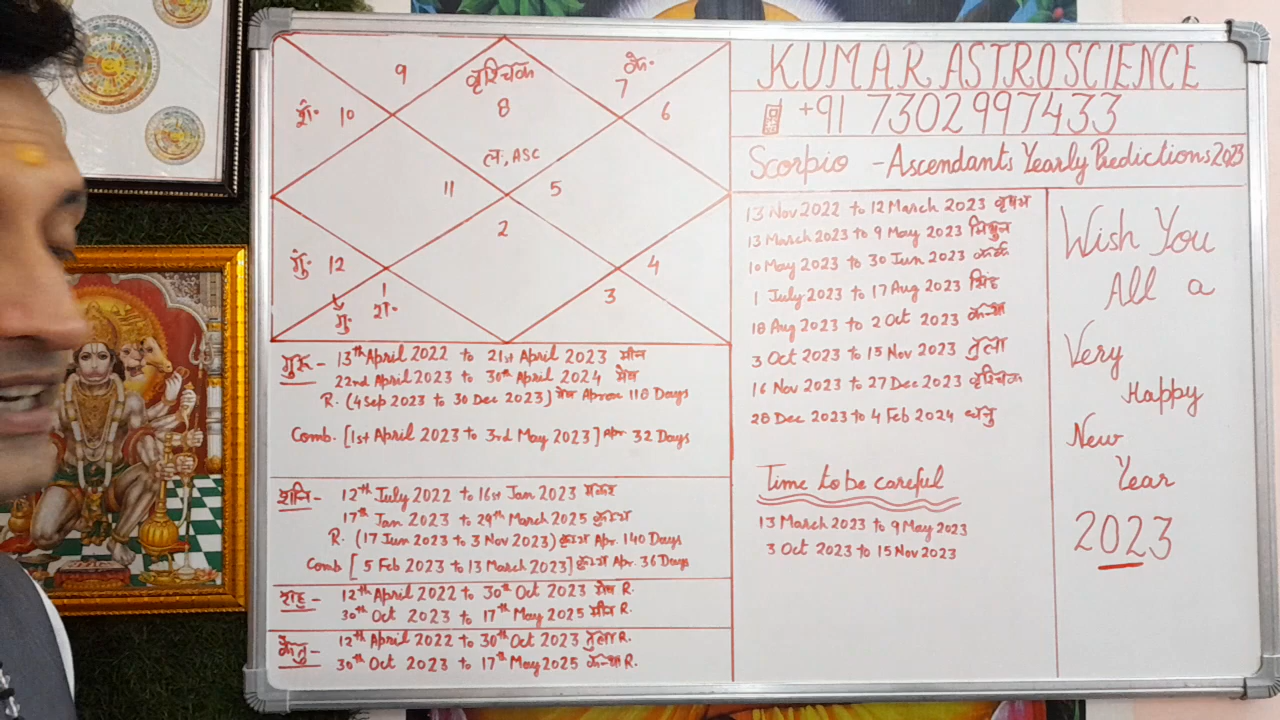 9
वृश्चिक
के.
7
श. 10
8
6
ल, ASC
11
5
2
गु. 12
4
1
3
रा.
गुरू - 13th April 2022 to 21st April 2023 मीन
22nd April 2023 to 30th April 2024 मेष
R. (4 Sep 2023 to 30 Dec 2023) मेष Aprox 118 Days
Comb. [1st April 2023 to 3rd May 2023] Apr 32 Days
शनि - 12th July 2022 to 16st Jan 2023 मकर
17th Jan 2023 to 29th March 2025 कुंभ
R. (17 Jun 2023 to 3 Nov 2023) कुंभ Apr. 140 Days
Comb [5 Feb 2023 to 13 March 2023] कुंभ Apr. 36 Days
राहु - 12th April 2022 to 30th Oct 2023 मेष R.
30th Oct 2023 to 17th May 2025 मीन R.
केतु - 12th April 2022 to 30th Oct 2023 तुला R.
30th Oct 2023 to 17th May 2025 कन्या R.
KUMAR ASTROSCIENCE
+91 7302997433
Scorpio - Ascendants Yearly Predictions 2023
13 Nov 2022 to 12 March 2023 वृषभ
13 March 2023 to 9 May 2023 मिथुन
10 May 2023 to 30 Jun 2023 कर्क
1 July 2023 to 17 Aug 2023 सिंह
18 Aug 2023 to 2 Oct 2023 कन्या
3 Oct 2023 to 15 Nov 2023 तुला
16 Nov 2023 to 27 Dec 2023 वृश्चिक
28 Dec 2023 to 4 Feb 2024 धनु
Time to be careful
13 March 2023 to 9 May 2023
3 Oct 2023 to 15 Nov 2023
Wish You
All a
Very
Happy
New
Year
2023